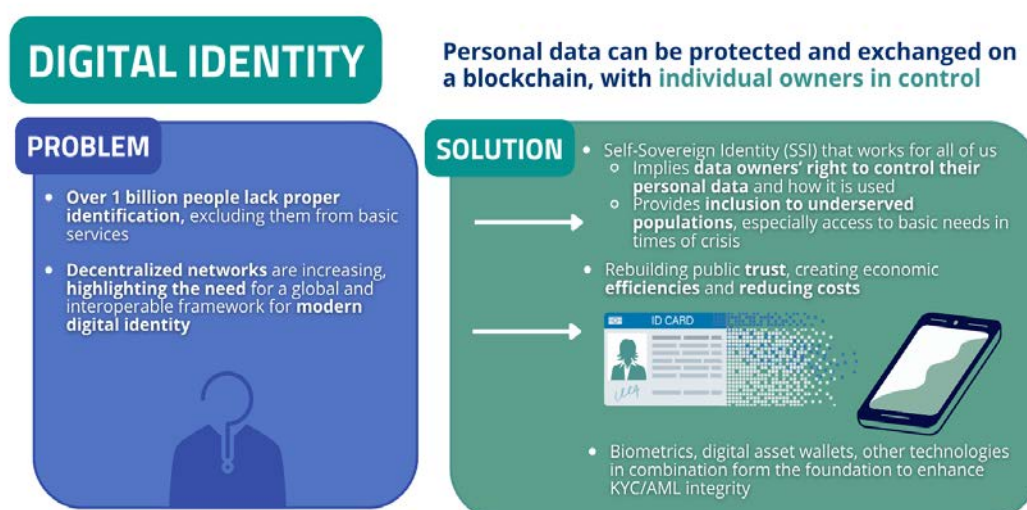 DIGITAL IDENTITY
Personal data can be protected and exchanged on
a blockchain, with individual owners in control
PROBLEM
• Over 1 billion people lack proper
identification, excluding them from basic
services
• Decentralized networks are increasing,
highlighting the need for a global and
interoperable framework for modern
digital identity
SOLUTION
• Self-Sovereign Identity (SSI) that works for all of us
○ Implies data owners' right to control their
personal data and how it is used
○ Provides inclusion to underserved
populations, especially access to basic needs in
times of crisis
• Rebuilding public trust, creating economic
efficiencies and reducing costs
ID CARD
• Biometrics, digital asset wallets, other technologies
in combination form the foundation to enhance
KYC/AML integrity